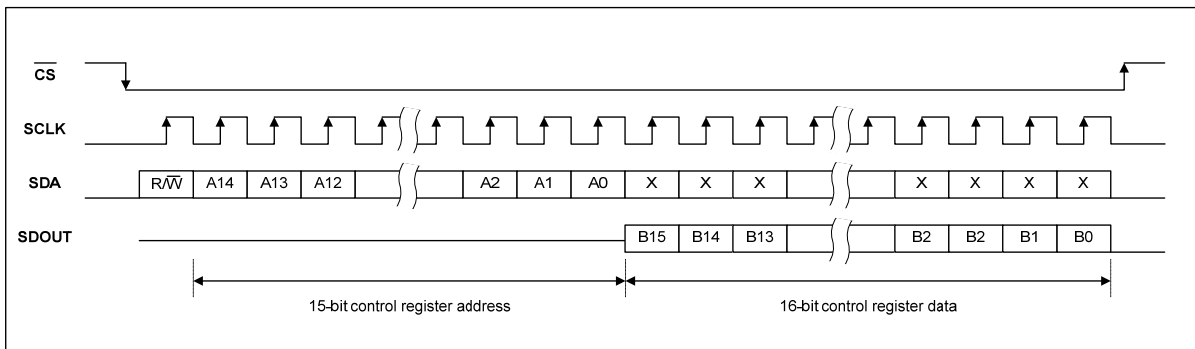 CS
SCLK
SDA R/W A14 A13 A12 A2 A1 A0 X X X X X X X
SDOUT B15 B14 B13 B2 B2 B1 B0
15-bit control register address 16-bit control register data